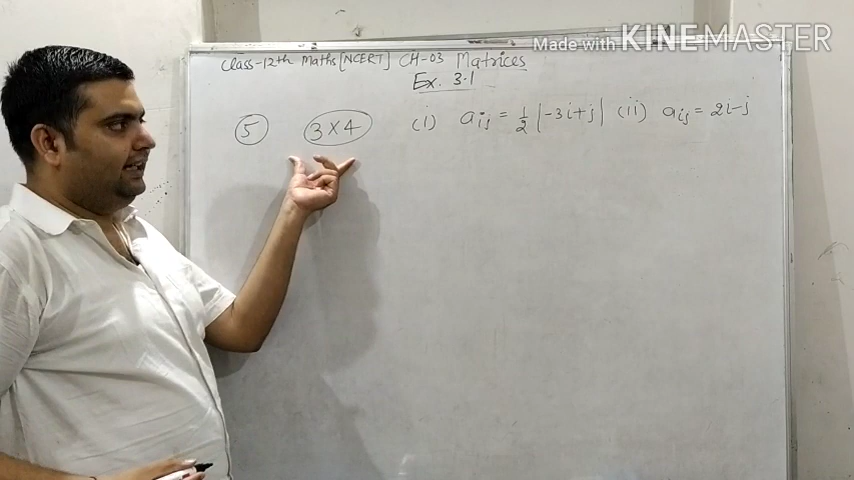 Made with KINEMASTER
Class-12th Maths [NCERT] CH-03 Matrices
Ex. 3.1
5 3×4 (i) aij = 1/2 |-3i+j| (ii) aij = 2i-j